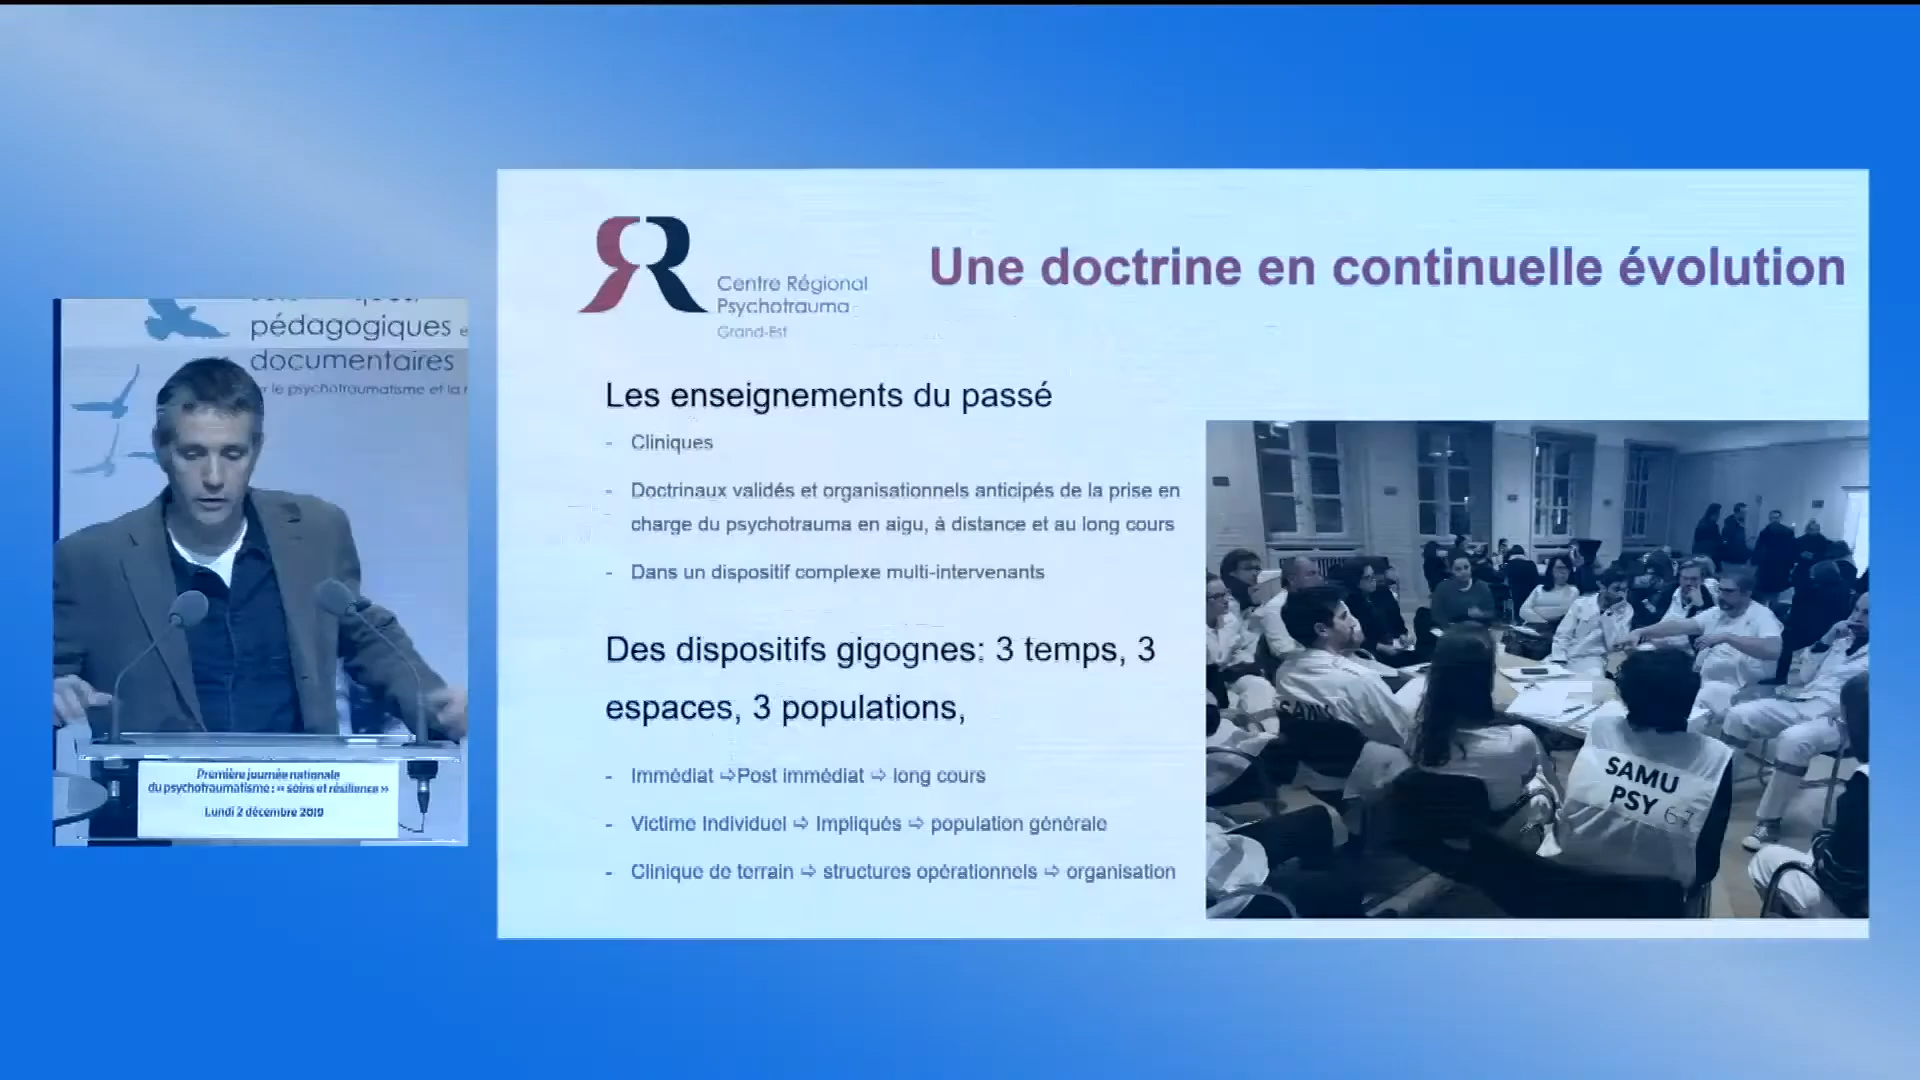 pédagogiques e
documentaires
le psychotraumatisme et la r
Première journée nationale
du psychotraumatisme : « soins et résilience »
Lundi 2 décembre 2019
Centre Régional
Psychotrauma
Grand-Est
Une doctrine en continuelle évolution
Les enseignements du passé
- Cliniques
- Doctrinaux validés et organisationnels anticipés de la prise en
charge du psychotrauma en aigu, à distance et au long cours
- Dans un dispositif complexe multi-intervenants
Des dispositifs gigognes: 3 temps, 3
espaces, 3 populations,
- Immédiat ⇨Post immédiat ⇨ long cours
- Victime Individuel ⇨ Impliqués ⇨ population générale
- Clinique de terrain ⇨ structures opérationnels ⇨ organisation
SAMU
SAMU
PSY 67